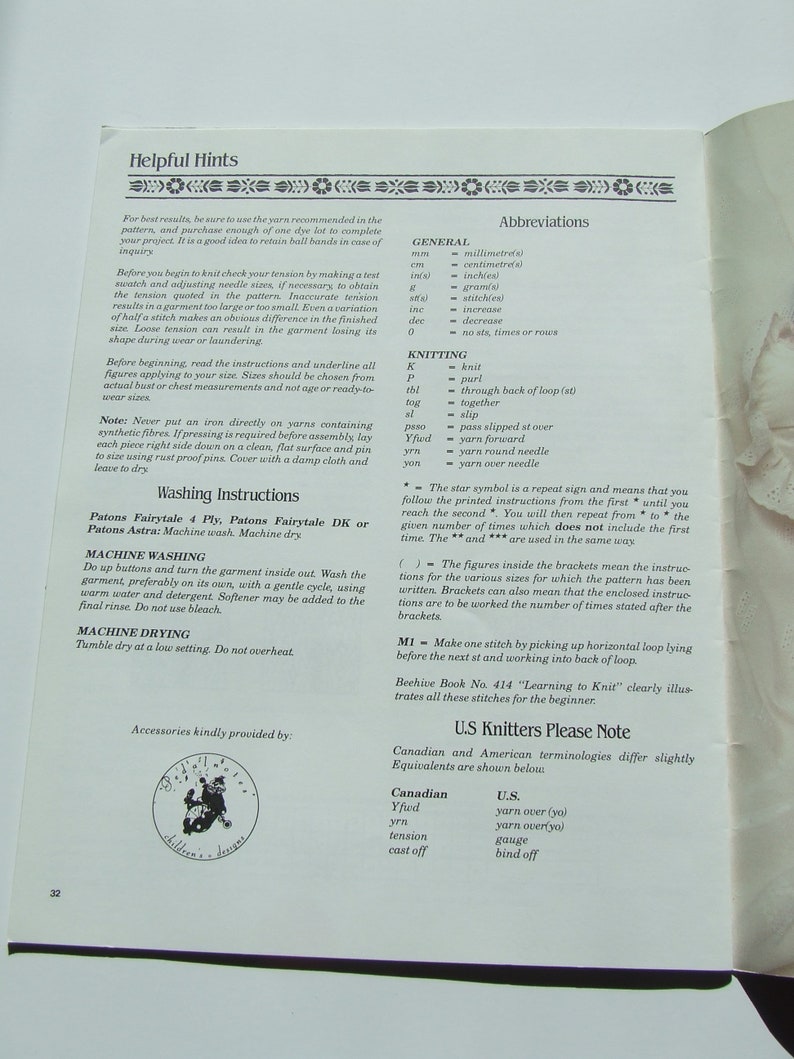 Helpful Hints
For best results, be sure to use the yarn recommended in the
pattern, and purchase enough of one dye lot to complete
your project. It is a good idea to retain ball bands in case of
inquiry.
Before you begin to knit check your tension by making a test
swatch and adjusting needle sizes, if necessary, to obtain
the tension quoted in the pattern. Inaccurate tension
results in a garment too large or too small. Even a variation
of half a stitch makes an obvious difference in the finished
size. Loose tension can result in the garment losing its
shape during wear or laundering.
Before beginning, read the instructions and underline all
figures applying to your size. Sizes should be chosen from
actual bust or chest measurements and not age or ready-to-
wear sizes.
Note: Never put an iron directly on yarns containing
synthetic fibres. If pressing is required before assembly, lay
each piece right side down on a clean, flat surface and pin
to size using rust proof pins. Cover with a damp cloth and
leave to dry.
Washing Instructions
Patons Fairytale 4 Ply, Patons Fairytale DK or
Patons Astra: Machine wash. Machine dry.
MACHINE WASHING
Do up buttons and turn the garment inside out. Wash the
garment, preferably on its own, with a gentle cycle, using
warm water and detergent. Softener may be added to the
final rinse. Do not use bleach.
MACHINE DRYING
Tumble dry at a low setting. Do not overheat.
Accessories kindly provided by:
children's designs
32
Abbreviations
GENERAL
mm = millimetre(s)
cm = centimetre(s)
in(s) = inch(es)
g = gram(s)
st(s) = stitch(es)
inc = increase
dec = decrease
0 = no sts, times or rows
KNITTING
K = knit
P = purl
tbl = through back of loop (st)
tog = together
sl = slip
psso = pass slipped st over
Yfwd = yarn forward
yrn = yarn round needle
yon = yarn over needle
* = The star symbol is a repeat sign and means that you
follow the printed instructions from the first * until you
reach the second *. You will then repeat from * to * the
given number of times which does not include the first
time. The ** and *** are used in the same way.
( ) = The figures inside the brackets mean the instruc-
tions for the various sizes for which the pattern has been
written. Brackets can also mean that the enclosed instruc-
tions are to be worked the number of times stated after the
brackets.
M1 = Make one stitch by picking up horizontal loop lying
before the next st and working into back of loop.
Beehive Book No. 414 "Learning to Knit" clearly illus-
trates all these stitches for the beginner.
U.S Knitters Please Note
Canadian and American terminologies differ slightly
Equivalents are shown below.
Canadian U.S.
Yfwd yarn over (yo)
yrn yarn over(yo)
tension gauge
cast off bind off